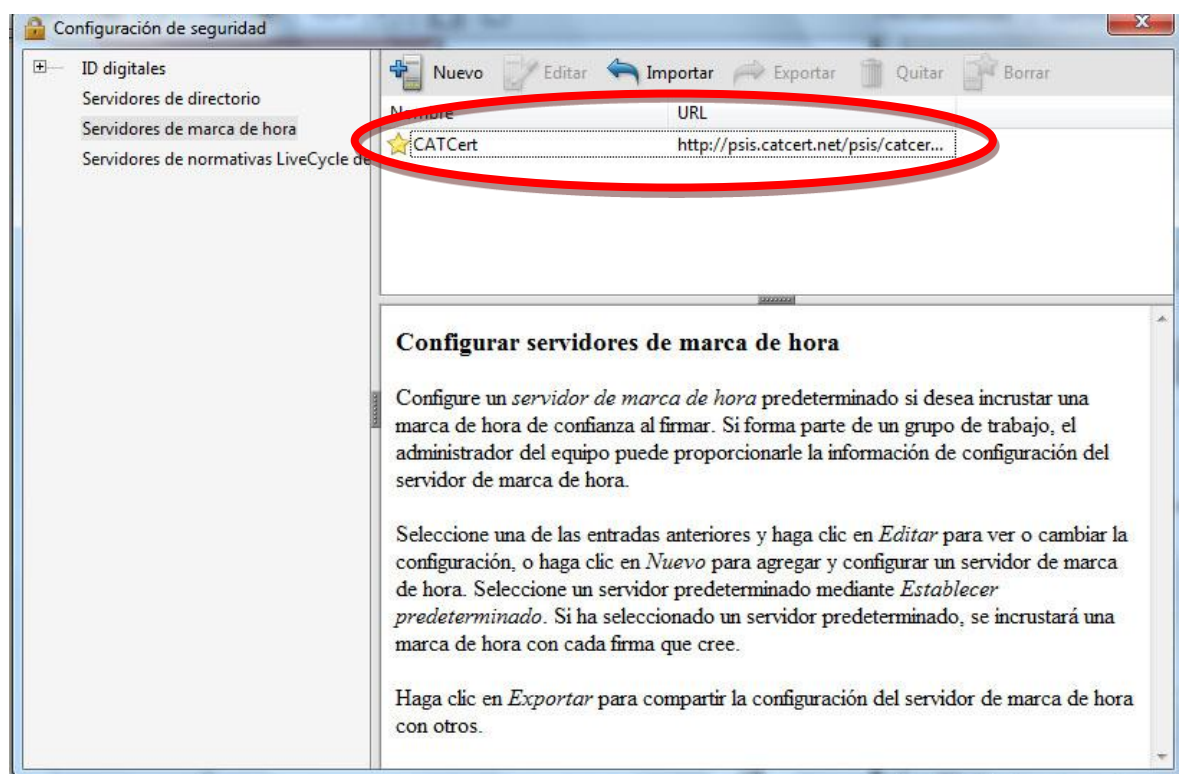 Configuración de seguridad
ID digitales
Servidores de directorio
Servidores de marca de hora
Servidores de normativas LiveCycle de
Nuevo Editar Importar Exportar Quitar Borrar
Nombre URL
CATCert http://psis.catcert.net/psis/catcer...
Configurar servidores de marca de hora
Configure un servidor de marca de hora predeterminado si desea incrustar una
marca de hora de confianza al firmar. Si forma parte de un grupo de trabajo, el
administrador del equipo puede proporcionarle la información de configuración del
servidor de marca de hora.
Seleccione una de las entradas anteriores y haga clic en Editar para ver o cambiar la
configuración, o haga clic en Nuevo para agregar y configurar un servidor de marca
de hora. Seleccione un servidor predeterminado mediante Establecer
predeterminado. Si ha seleccionado un servidor predeterminado, se incrustará una
marca de hora con cada firma que cree.
Haga clic en Exportar para compartir la configuración del servidor de marca de hora
con otros.